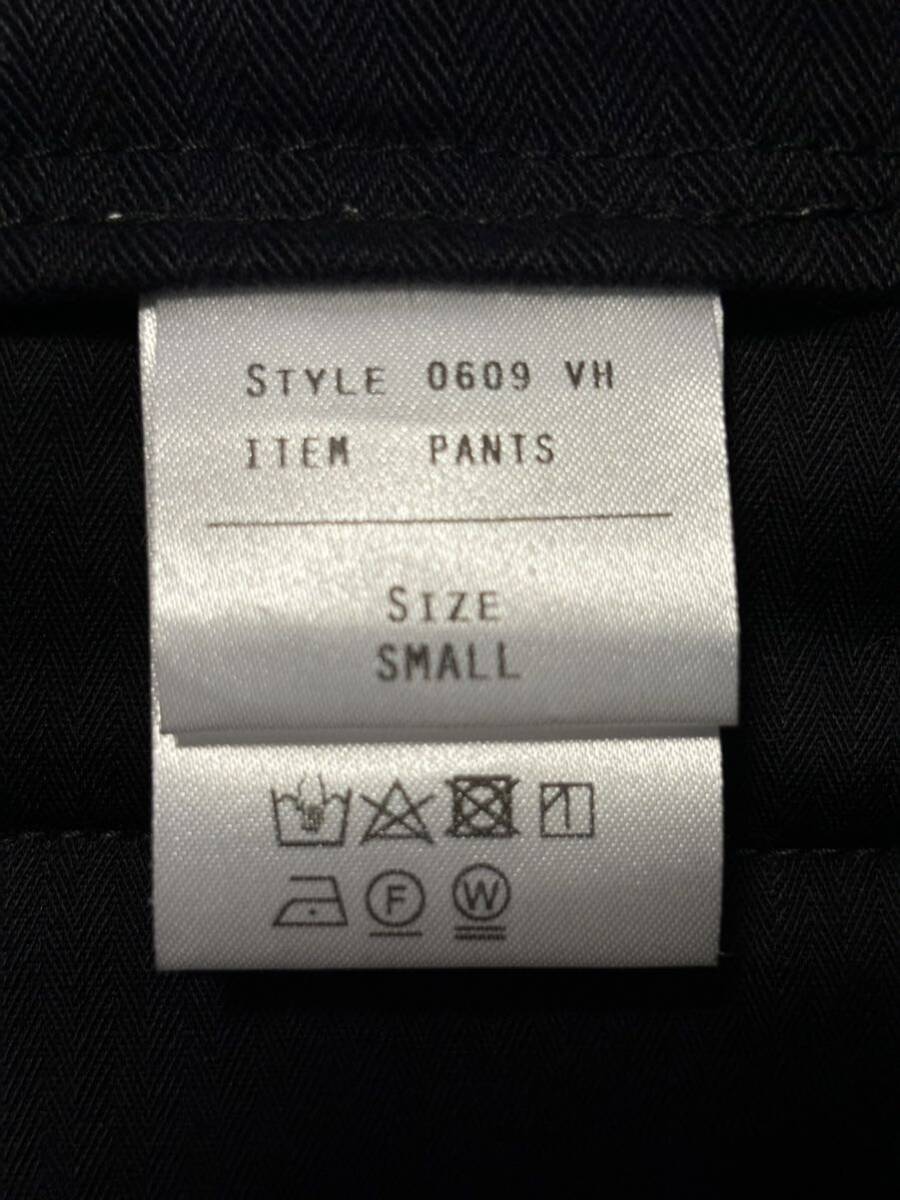 STYLE 0609 VH
ITEM PANTS
SIZE
SMALL
F W